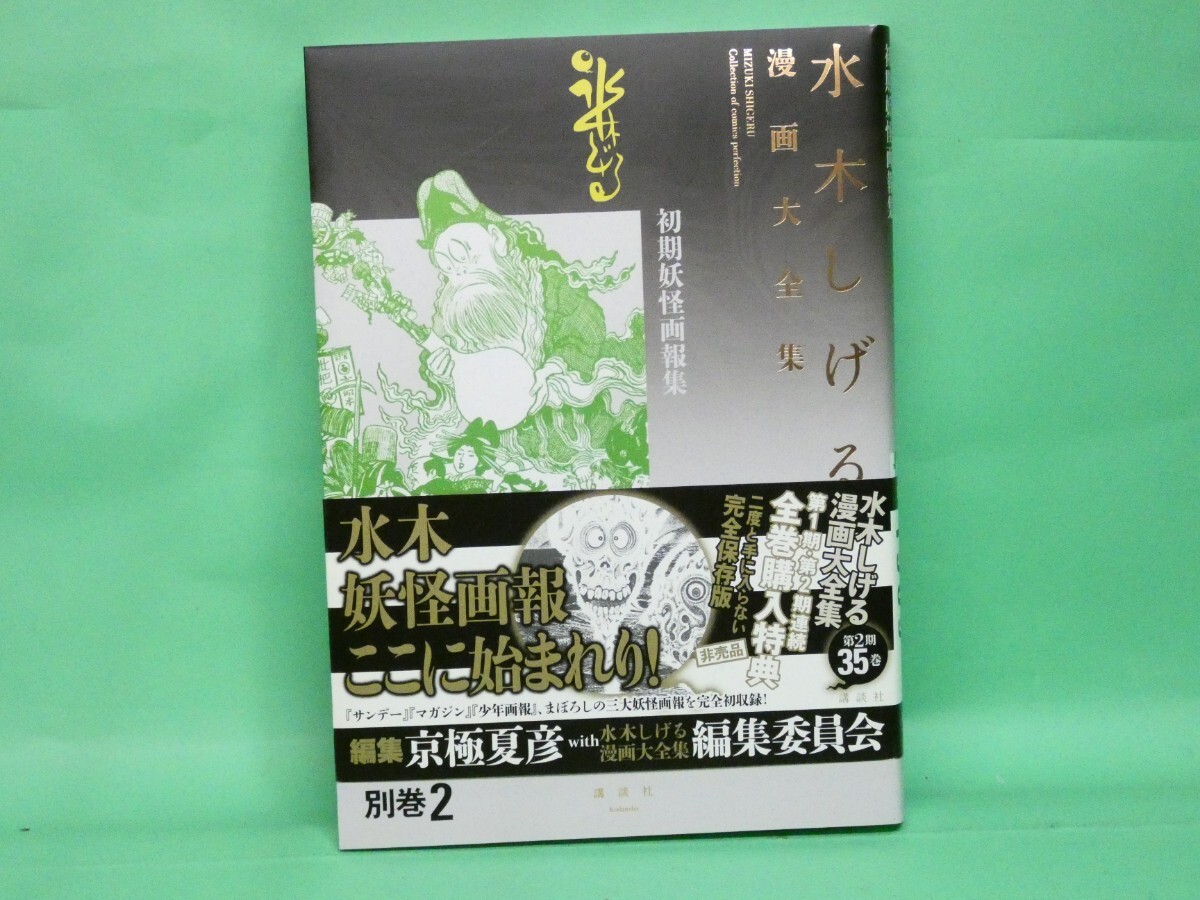 水木しげる
漫画大全集
MIZUKI SHIGERU
Collection of comics perfection
水木しげる
初期妖怪画報集
枇杷
水木しげる
漫画大全集
第1期・第2期連続
全巻購入特典
二度と手に入らない
完全保存版
非売品
第2期
35巻
講談社
水木
妖怪画報
ここに始まれり!
『サンデー』『マガジン』『少年画報』、まぼろしの三大妖怪画報を完全初収録!
編集 京極夏彦 with 水木しげる漫画大全集 編集委員会
別巻2
講談社
Kodansha